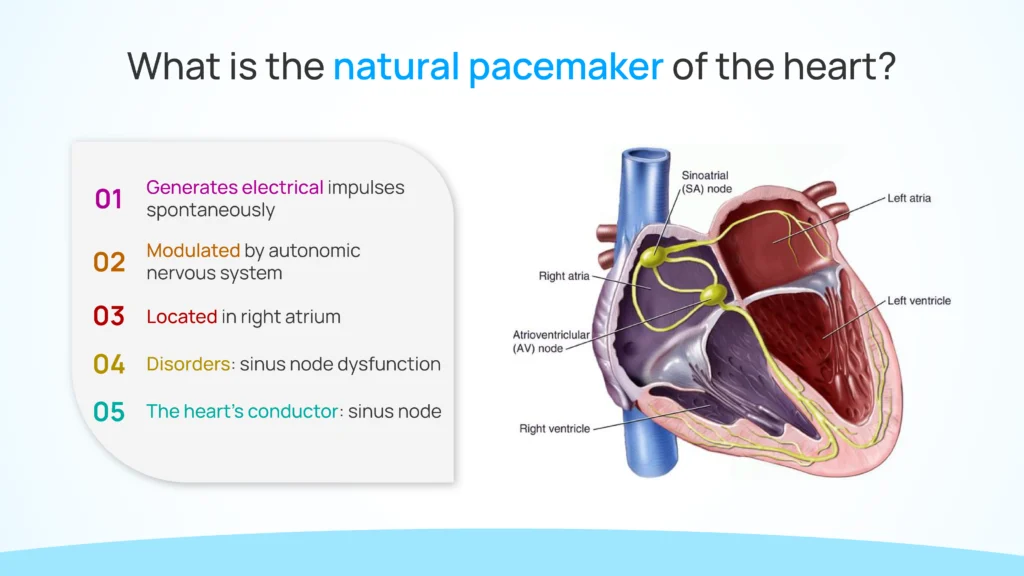 What is the natural pacemaker of the heart?
01 Generates electrical impulses
spontaneously
02 Modulated by autonomic
nervous system
03 Located in right atrium
04 Disorders: sinus node dysfunction
05 The heart's conductor: sinus node
Sinoatrial
(SA) node
Left atria
Right atria
Left ventricle
Atrioventriclular
(AV) node
Right ventricle